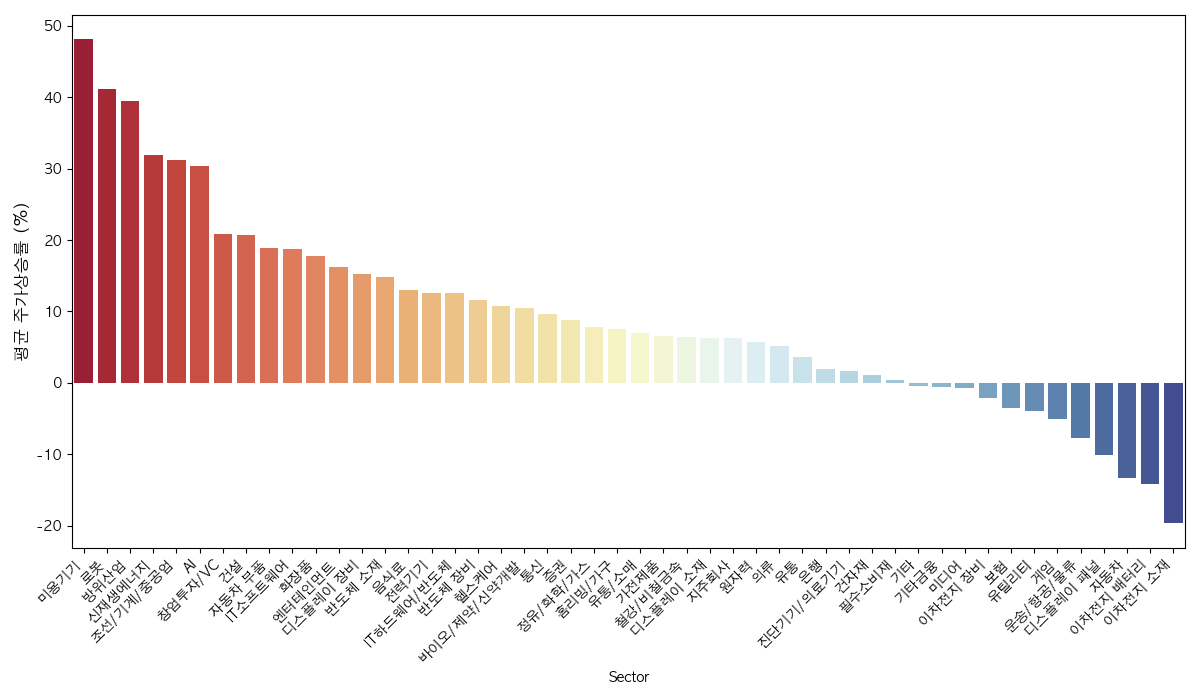 평균 주가상승률 (%)
50
40
30
20
10
0
-10
-20
미용기기
로봇
방위산업
신재생에너지
조선/기계/중공업
AI
창업투자/VC
건설
자동차 부품
IT소프트웨어
화장품
엔터테인먼트
디스플레이 장비
반도체 소재
음식료
전력기기
IT하드웨어/반도체
반도체 장비
헬스케어
바이오/제약/신약개발
통신
증권
정유/화학/가스
홈리빙/가구
유통/소매
가전제품
철강/비철금속
디스플레이 소재
지주회사
원자력
의류
유통
은행
진단기기/의료기기
건자재
필수소비재
기타
기타금융
미디어
이차전지 장비
보험
유틸리티
게임
운송/항공/물류
디스플레이 패널
자동차
이차전지 배터리
이차전지 소재
Sector